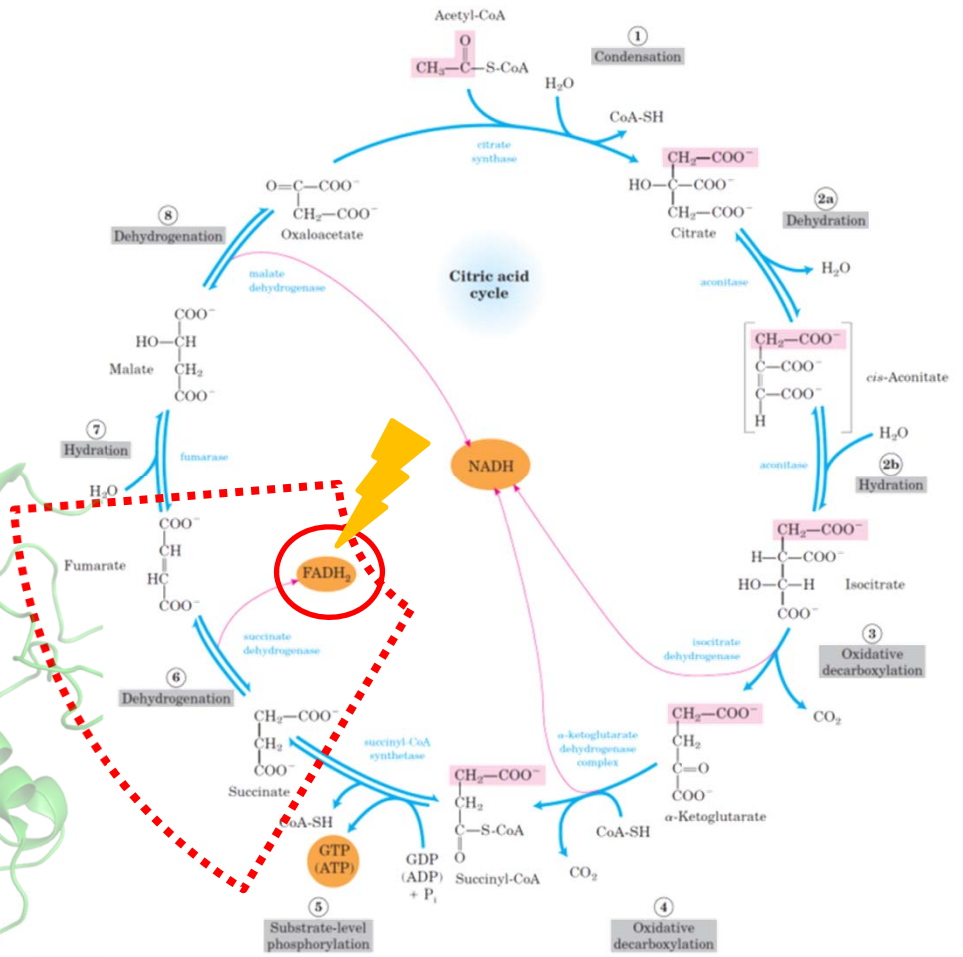 Acetyl-CoA
O
CH₃—C—S-CoA
H₂O
1
Condensation
CoA-SH
citrate
synthase
CH₂—COO⁻
HO—C—COO⁻
CH₂—COO⁻
Citrate
2a
Dehydration
H₂O
aconitase
CH₂—COO⁻
C—COO⁻
C—COO⁻
H
cis-Aconitate
H₂O
aconitase
2b
Hydration
CH₂—COO⁻
H—C—COO⁻
HO—C—H
COO⁻
Isocitrate
3
Oxidative
decarboxylation
isocitrate
dehydrogenase
CO₂
CH₂—COO⁻
CH₂
C=O
COO⁻
α-Ketoglutarate
α-ketoglutarate
dehydrogenase
complex
CoA-SH
CO₂
4
Oxidative
decarboxylation
CH₂—COO⁻
CH₂
C—S-CoA
O
Succinyl-CoA
succinyl-CoA
synthetase
GDP
(ADP)
+ Pᵢ
CoA-SH
GTP
(ATP)
5
Substrate-level
phosphorylation
CH₂—COO⁻
CH₂
COO⁻
Succinate
6
Dehydrogenation
succinate
dehydrogenase
FADH₂
COO⁻
CH
HC
COO⁻
Fumarate
7
Hydration
H₂O
fumarase
COO⁻
HO—CH
CH₂
COO⁻
Malate
8
Dehydrogenation
malate
dehydrogenase
O=C—COO⁻
CH₂—COO⁻
Oxaloacetate
Citric acid
cycle
NADH